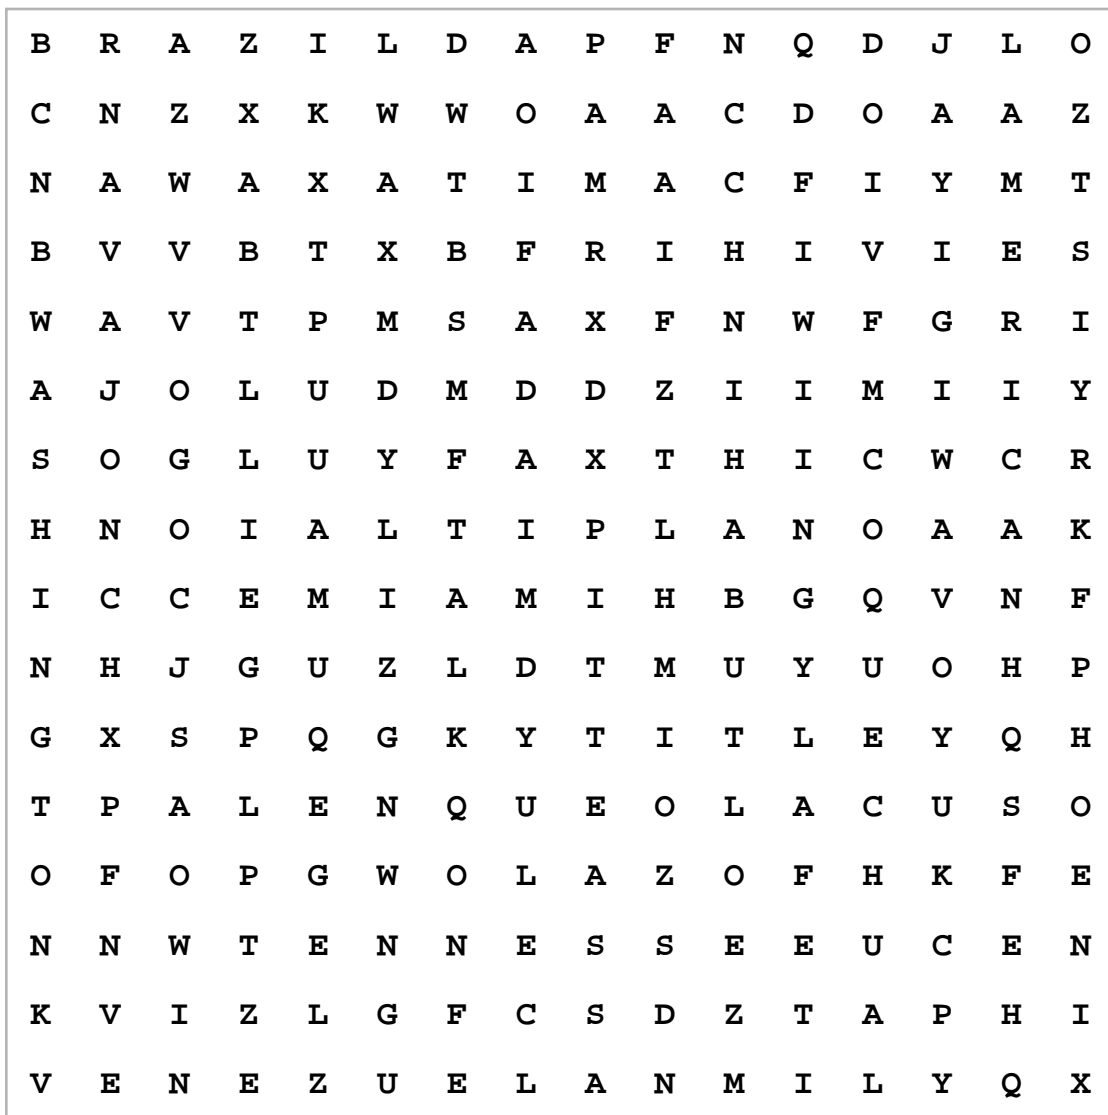 B R A Z I L D A P F N Q D J L O
C N Z X K W W O A A C D O A A Z
N A W A X A T I M A C F I Y M T
B V V B T X B F R I H I V I E S
W A V T P M S A X F N W F G R I
A J O L U D M D D Z I I M I I Y
S O G L U Y F A X T H I C W C R
H N O I A L T I P L A N O A A K
I C C E M I A M I H B G Q V N F
N H J G U Z L D T M U Y U O H P
G X S P Q G K Y T I T L E Y Q H
T P A L E N Q U E O L A C U S O
O F O P G W O L A Z O F H K F E
N N W T E N N E S S E E U C E N
K V I Z L G F C S D Z T A P H I
V E N E Z U E L A N M I L Y Q X